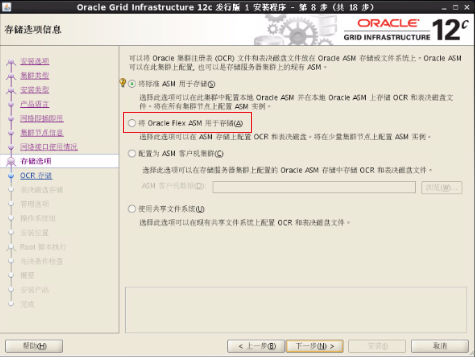 Oracle Grid Infrastructure 12c 发行版 1 安装程序 - 第 8 步 (共 18 步)
存储选项信息
ORACLE
GRID INFRASTRUCTURE
12c
安装选项
集群类型
安装类型
产品语言
网格即插即用
集群节点信息
网络接口使用情况
存储选项
OCR 存储
表决磁盘存储
管理选项
操作系统组
安装位置
Root 脚本执行
先决条件检查
概要
安装产品
完成
可以将 Oracle 集群注册表 (OCR) 文件和表决磁盘文件放在 Oracle ASM 存储或文件系统上。Oracle ASM
可以在此集群上配置, 也可以是存储服务器集群上的现有 ASM。
将标准 ASM 用于存储(S)
选择此选项可以在此集群中配置本地 Oracle ASM 并在本地 Oracle ASM 上存储 OCR 和表决磁盘文
件。将在所有集群节点上配置 ASM 实例。
将 Oracle Flex ASM 用于存储(A)
选择此选项可以在 ASM 存储上配置 OCR 和表决磁盘。将在少量集群节点上配置 ASM 实例。
配置为 ASM 客户机集群(C)
选择此选项可以在存储服务器集群上配置的 Oracle ASM 存储中存储 OCR 和表决磁盘文件。
ASM 客户机数据(D):
浏览(W)...
使用共享文件系统(U)
选择此选项可以在现有共享文件系统上配置 OCR 和表决磁盘文件。
帮助(H)
< 上一步(B)
下一步(N) >
安装(I)
取消